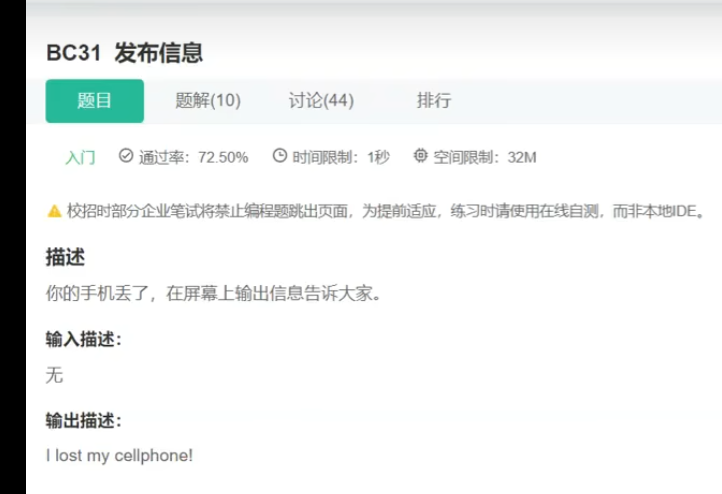 BC31 发布信息
题目 题解(10) 讨论(44) 排行
入门 通过率：72.50% 时间限制：1秒 空间限制：32M
校招时部分企业笔试将禁止编程题跳出页面，为提前适应，练习时请使用在线自测，而非本地IDE。
描述
你的手机丢了，在屏幕上输出信息告诉大家。
输入描述：
无
输出描述：
I lost my cellphone!